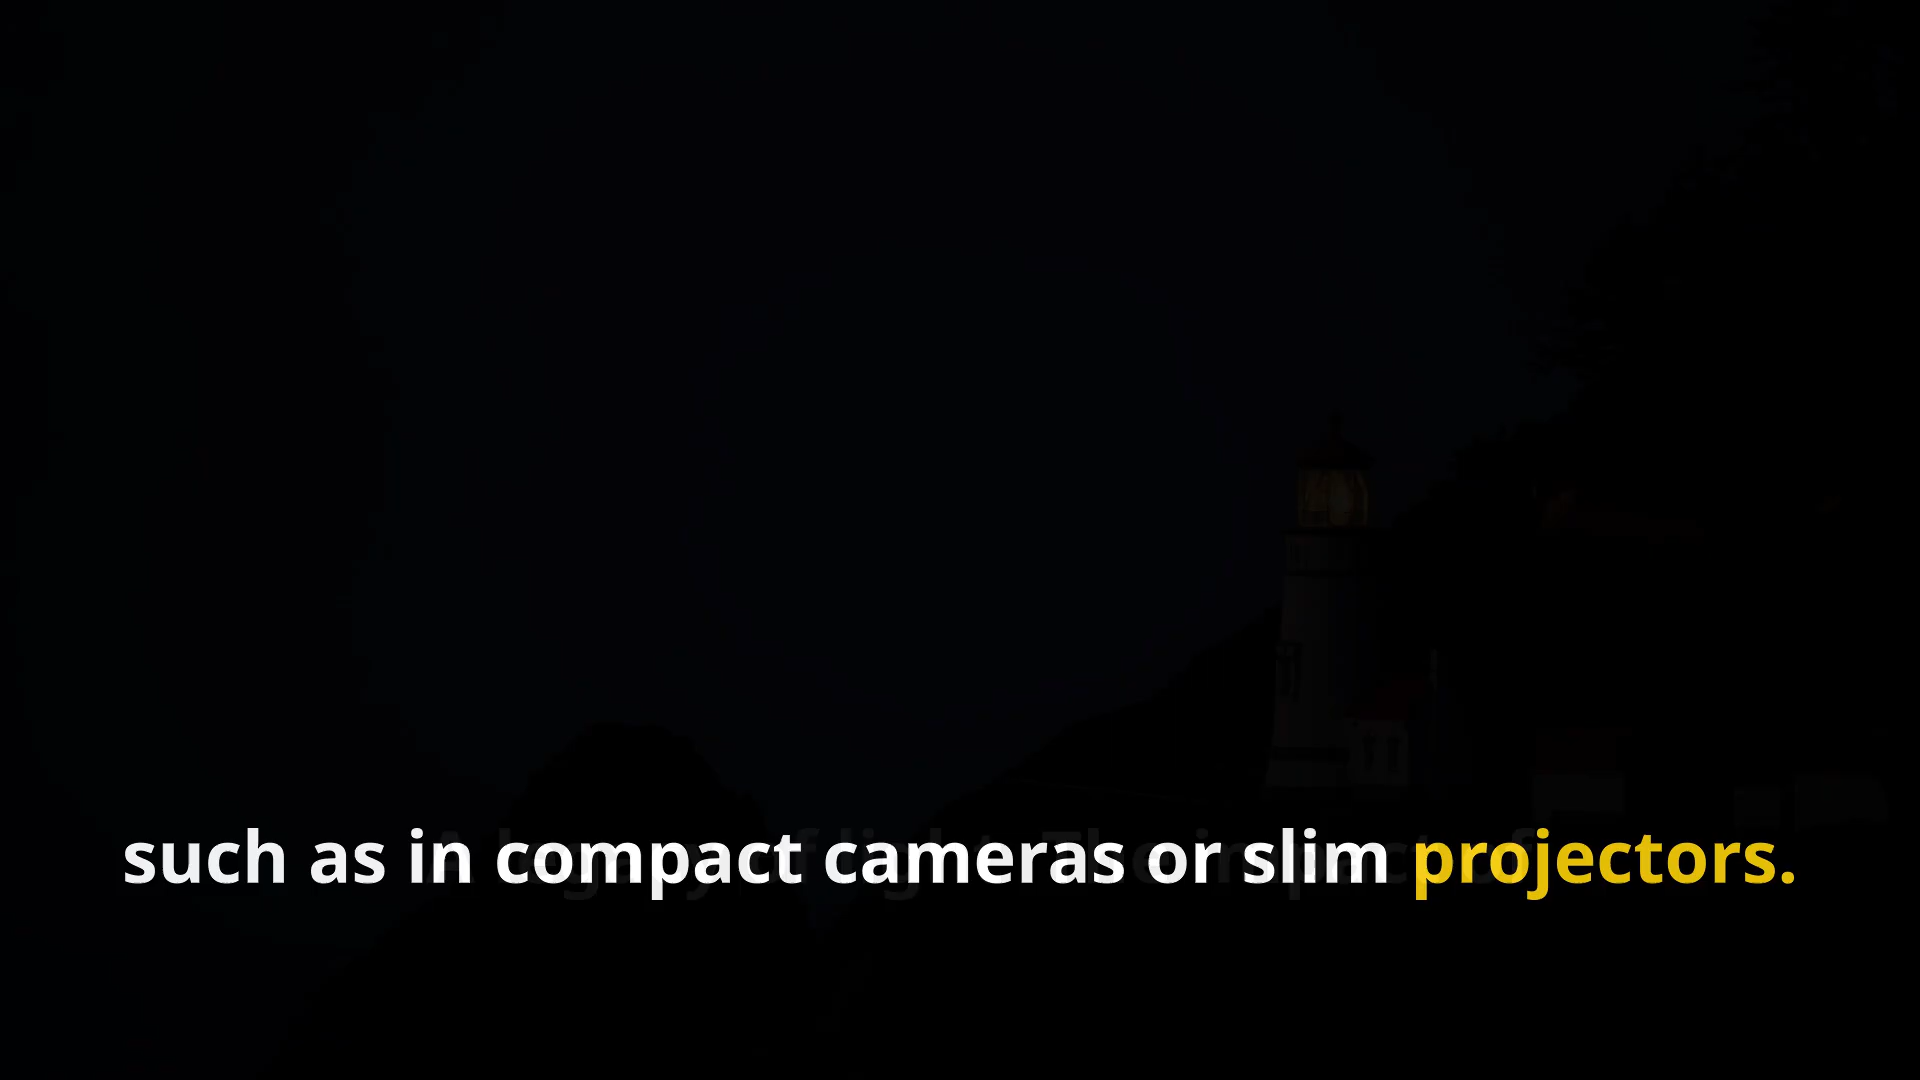 such as in compact cameras or slim projectors.